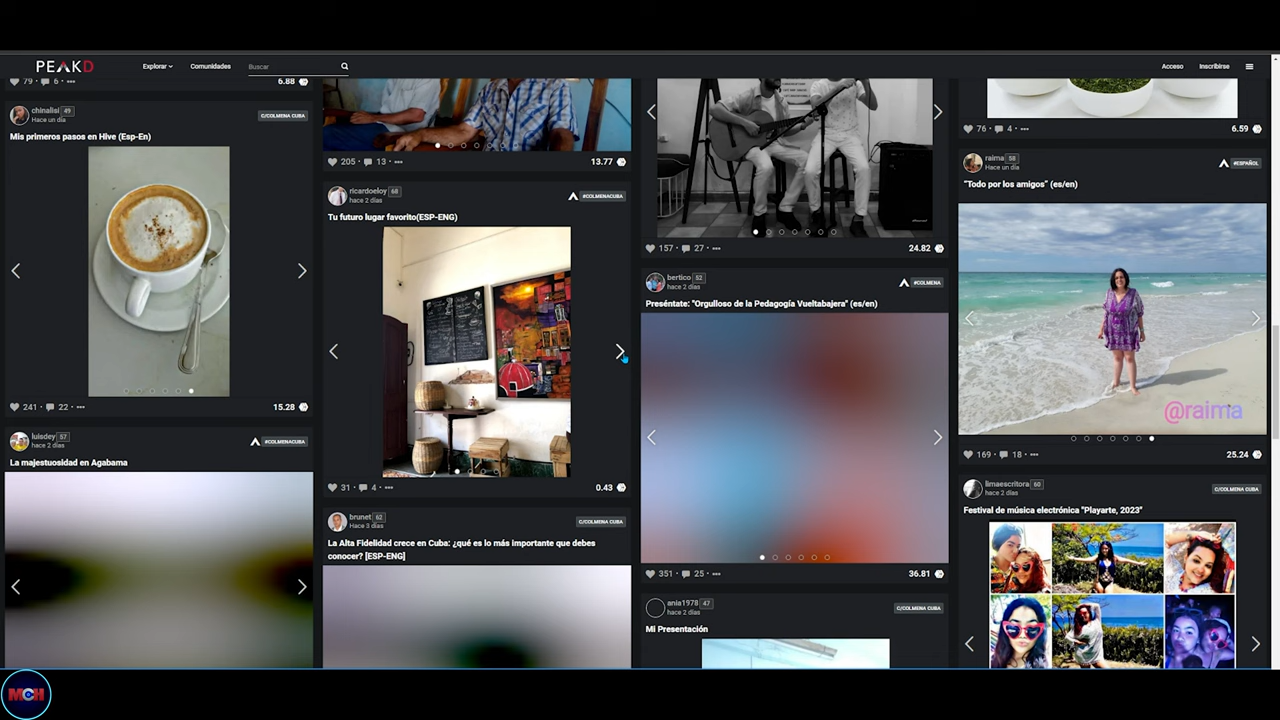 PEAKD
Explorar
Comunidades
Buscar
Acceso
Inscribirse
79 · 6 ·
6.88
chinalisi 49
Hace un día
C/COLMENA CUBA
Mis primeros pasos en Hive (Esp-En)
241 · 22 ·
15.28
luisdey 67
hace 2 días
#COLMENACUBA
La majestuosidad en Agabama
205 · 13 ·
13.77
ricardoeloy 68
hace 2 días
#COLMENACUBA
Tu futuro lugar favorito(ESP-ENG)
31 · 4 ·
0.43
brunet 62
Hace 3 días
C/COLMENA CUBA
La Alta Fidelidad crece en Cuba: ¿qué es lo más importante que debes
conocer? [ESP-ENG]
157 · 27 ·
24.82
bertico 52
hace 2 días
#COLMENA
Preséntate: "Orgulloso de la Pedagogía Vueltabajera" (es/en)
351 · 25 ·
36.81
ania1978 47
hace 2 días
C/COLMENA CUBA
Mi Presentación
76 · 4 ·
6.59
raima 58
Hace un día
#ESPAÑOL
"Todo por los amigos" (es/en)
@raima
169 · 18 ·
25.24
limaescritora 60
hace 2 días
C/COLMENA CUBA
Festival de música electrónica "Playarte, 2023"
MCH